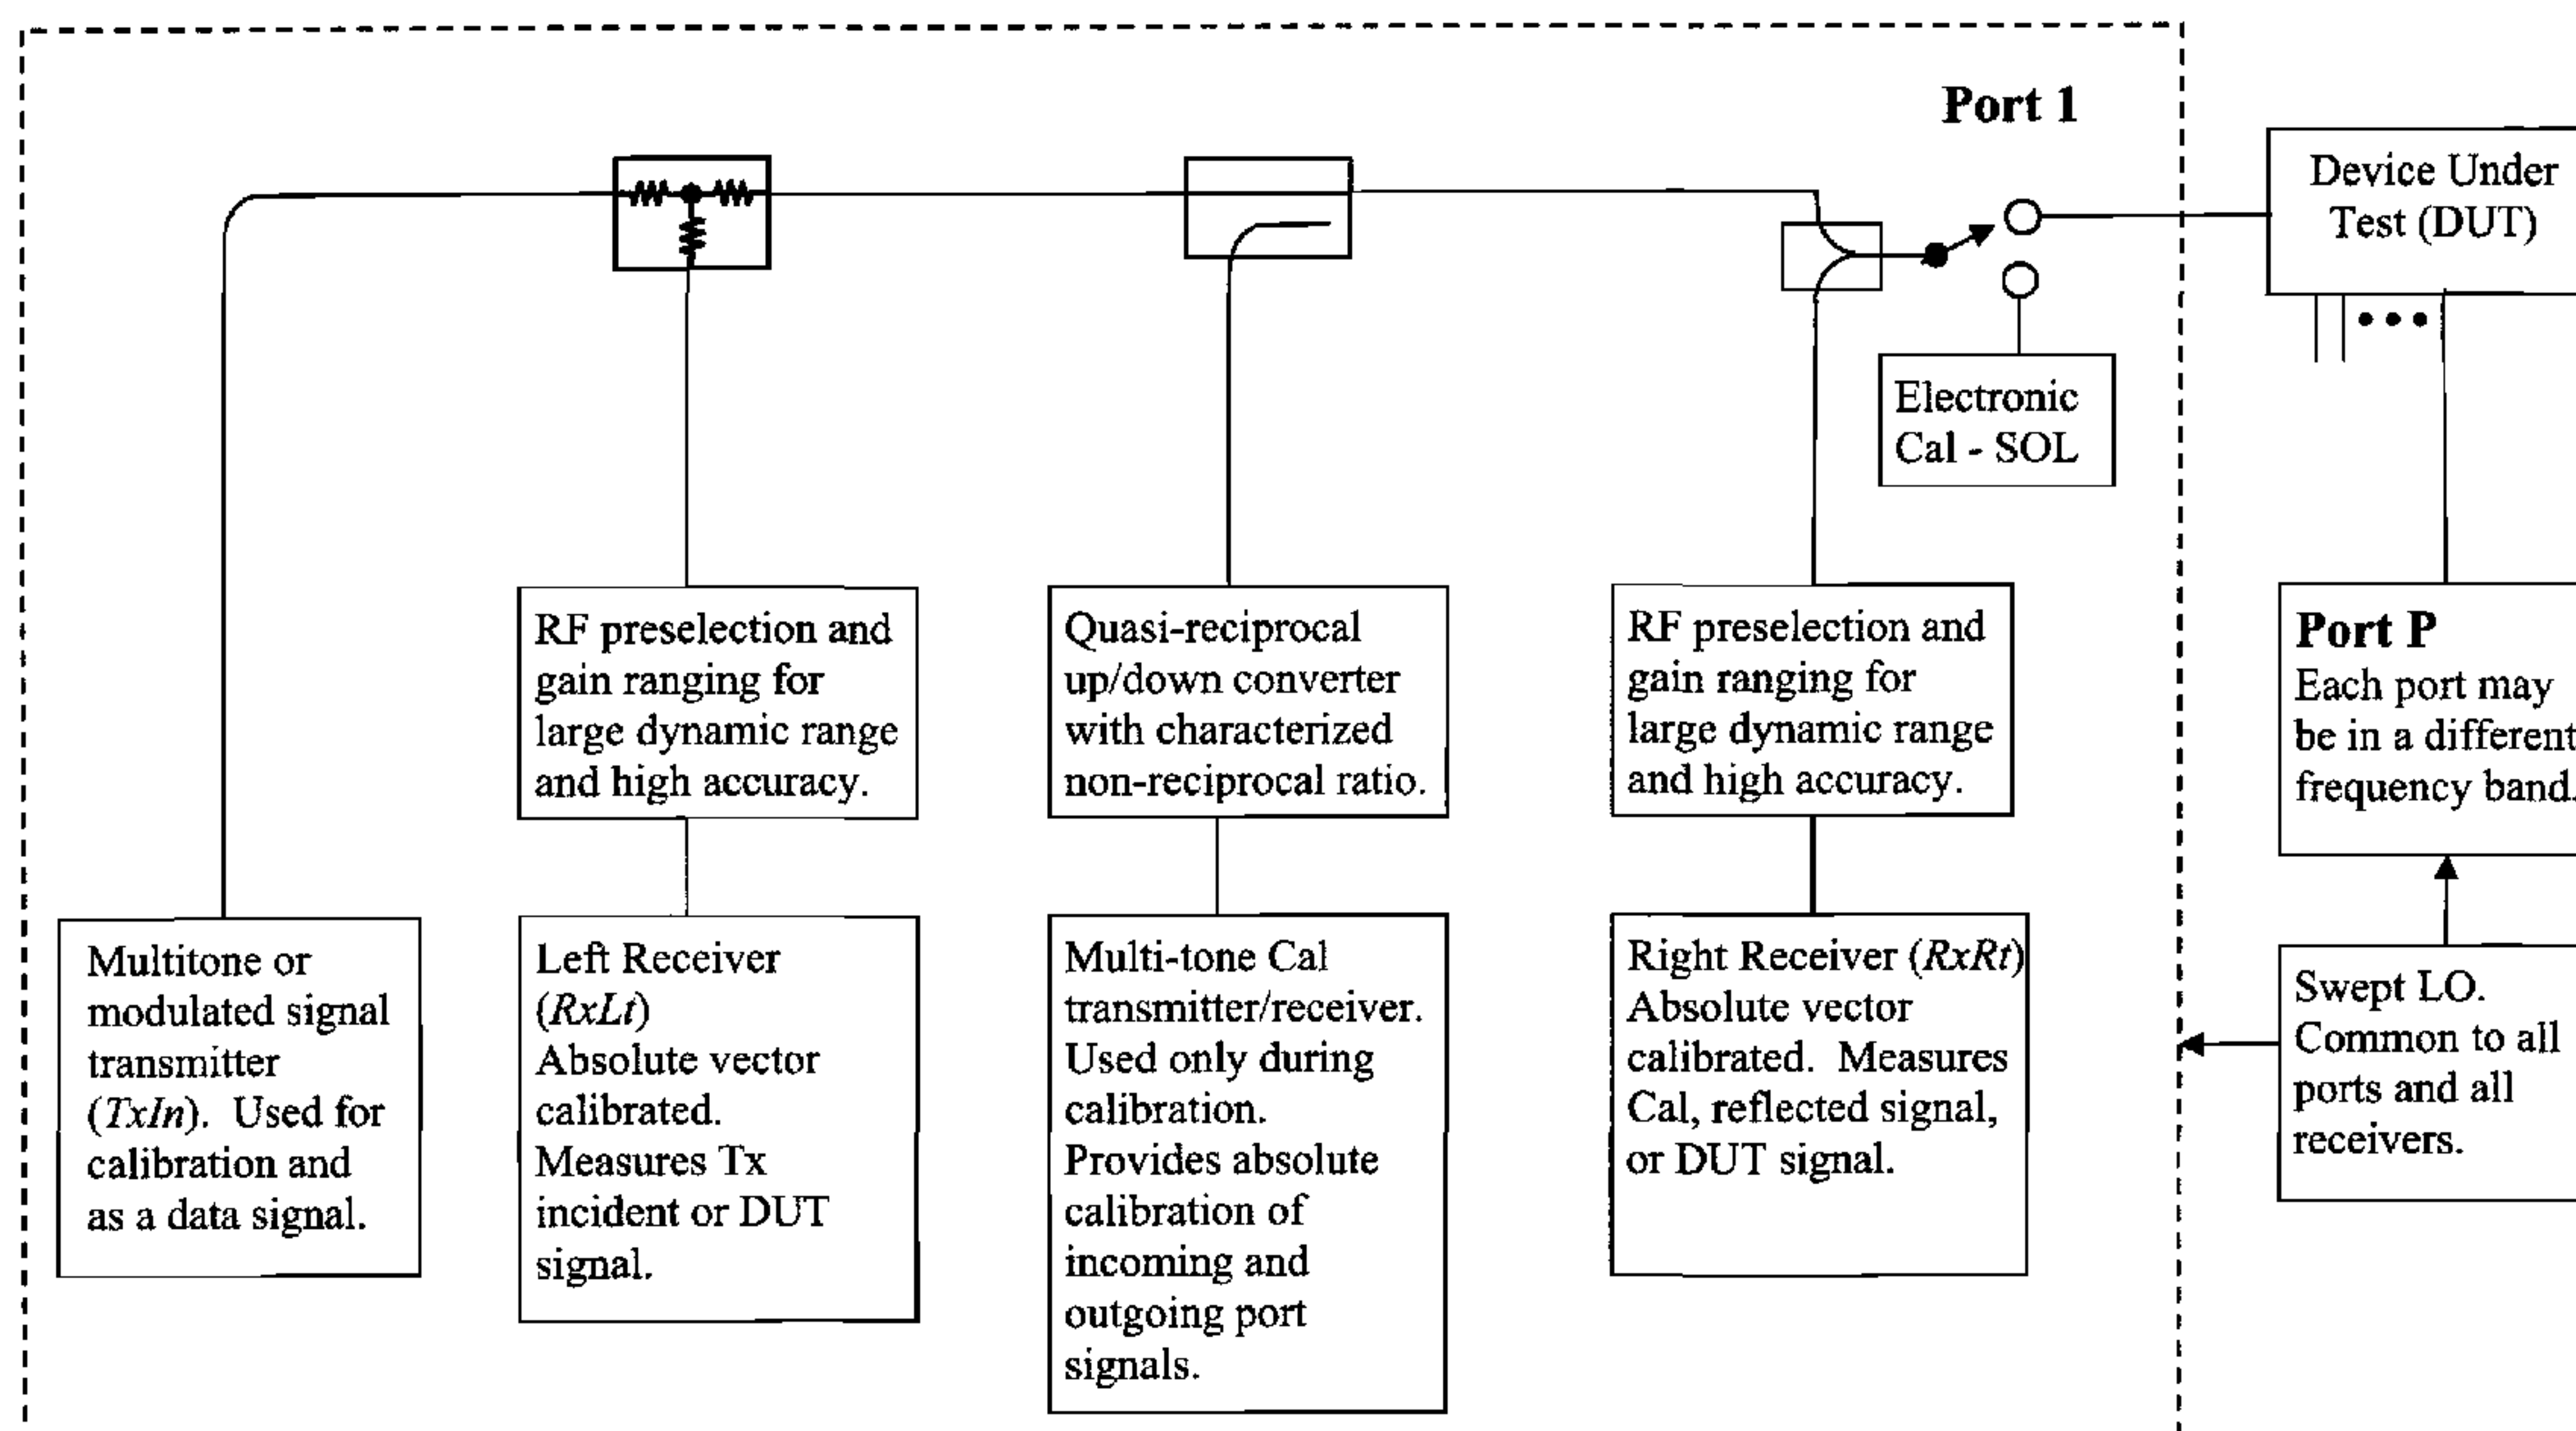 Port 1
Device Under
Test (DUT)
Electronic
Cal - SOL
RF preselection and
gain ranging for
large dynamic range
and high accuracy.
Quasi-reciprocal
up/down converter
with characterized
non-reciprocal ratio.
RF preselection and
gain ranging for
large dynamic range
and high accuracy.
Port P
Each port may
be in a different
frequency band.
Multitone or
modulated signal
transmitter
(TxIn). Used for
calibration and
as a data signal.
Left Receiver
(RxLt)
Absolute vector
calibrated.
Measures Tx
incident or DUT
signal.
Multi-tone Cal
transmitter/receiver.
Used only during
calibration.
Provides absolute
calibration of
incoming and
outgoing port
signals.
Right Receiver (RxRt)
Absolute vector
calibrated. Measures
Cal, reflected signal,
or DUT signal.
Swept LO.
Common to all
ports and all
receivers.